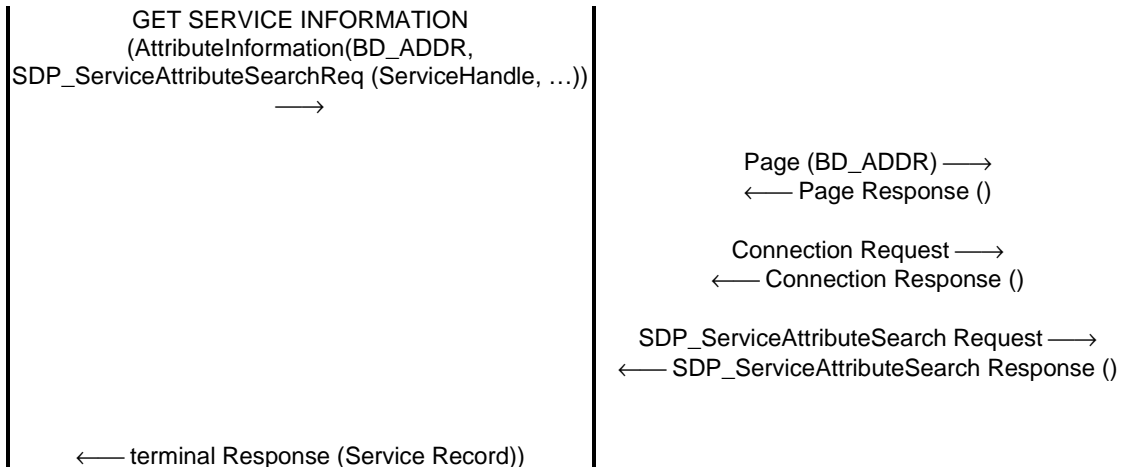 GET SERVICE INFORMATION
(AttributeInformation(BD_ADDR,
SDP_ServiceAttributeSearchReq (ServiceHandle, …))
⟶
Page (BD_ADDR) ⟶
⟵ Page Response ()
Connection Request ⟶
⟵ Connection Response ()
SDP_ServiceAttributeSearch Request ⟶
⟵ SDP_ServiceAttributeSearch Response ()
⟵ terminal Response (Service Record))